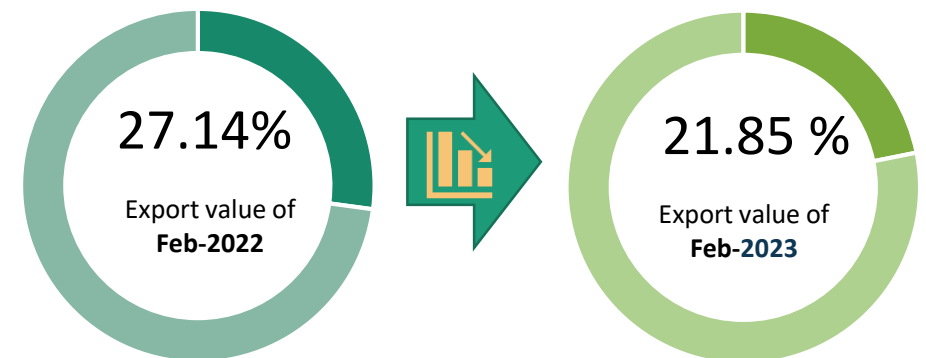 27.14%
Export value of
Feb-2022
21.85 %
Export value of
Feb-2023